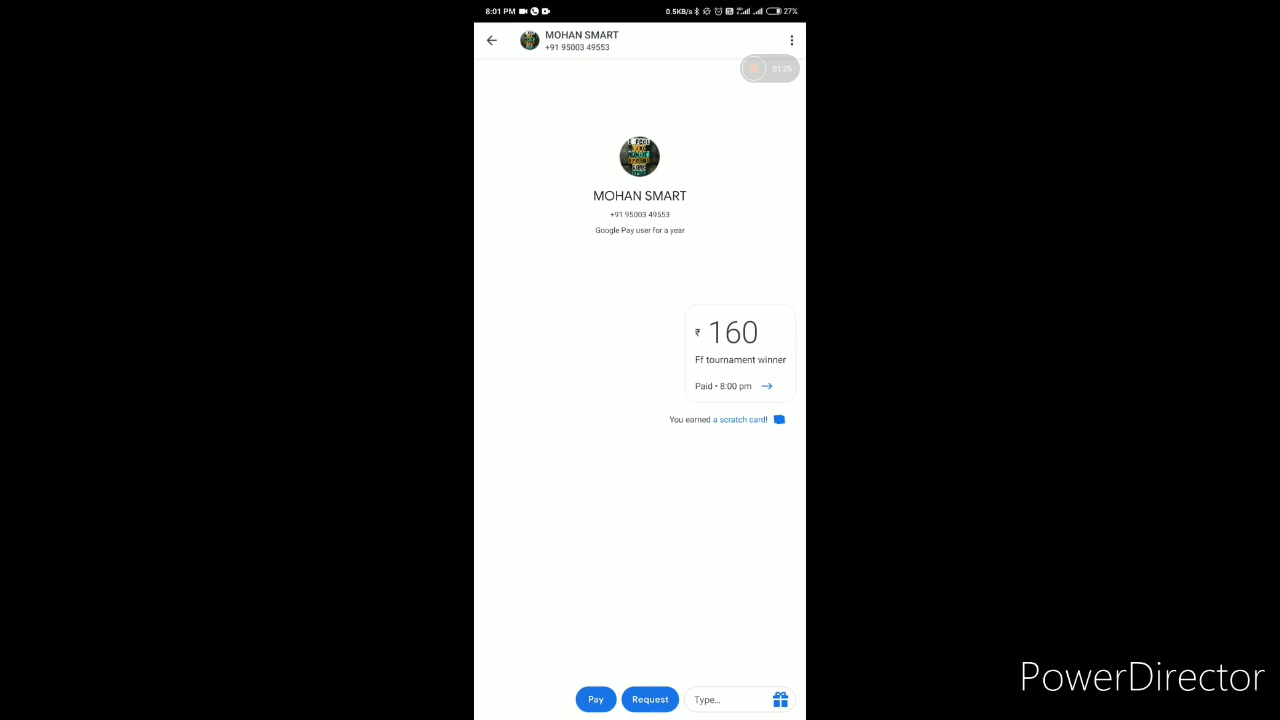 8:01 PM
0.5KB/s
27%
MOHAN SMART
+91 95003 49553
01:25
MOHAN SMART
+91 95003 49553
Google Pay user for a year
₹ 160
Ff tournament winner
Paid • 8:00 pm
You earned a scratch card!
Pay
Request
Type...
PowerDirector